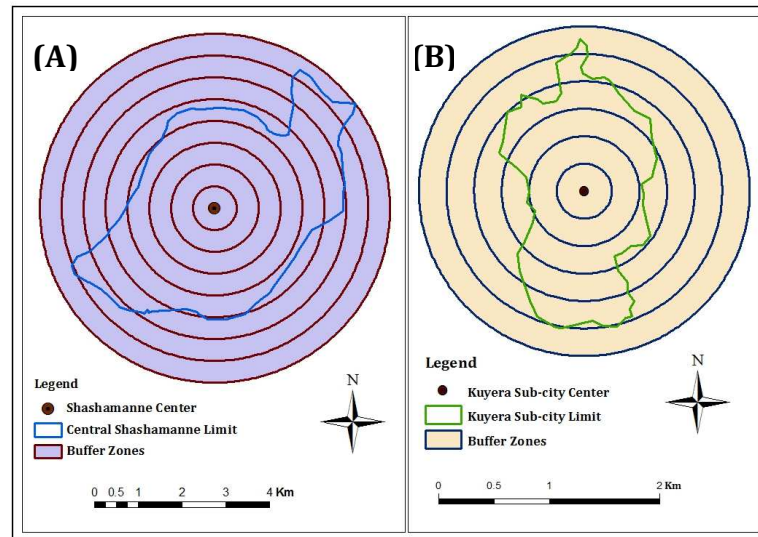 (A)
Legend
N
Shashamanne Center
Central Shashamanne Limit
Buffer Zones
0 0.5 1 2 3 4 Km
(B)
Legend
N
Kuyera Sub-city Center
Kuyera Sub-city Limit
Buffer Zones
0 0.5 1 2 Km